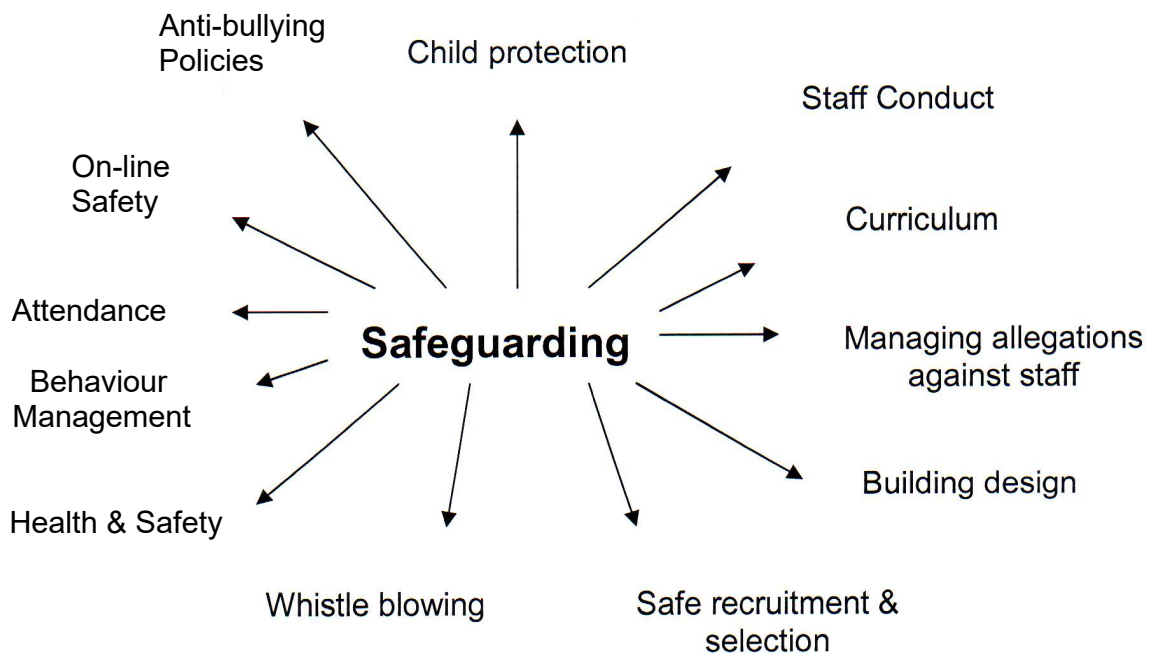 Anti-bullying
Policies
Child protection
Staff Conduct
On-line
Safety
Curriculum
Attendance
Safeguarding
Managing allegations
against staff
Behaviour
Management
Building design
Health & Safety
Whistle blowing
Safe recruitment &
selection